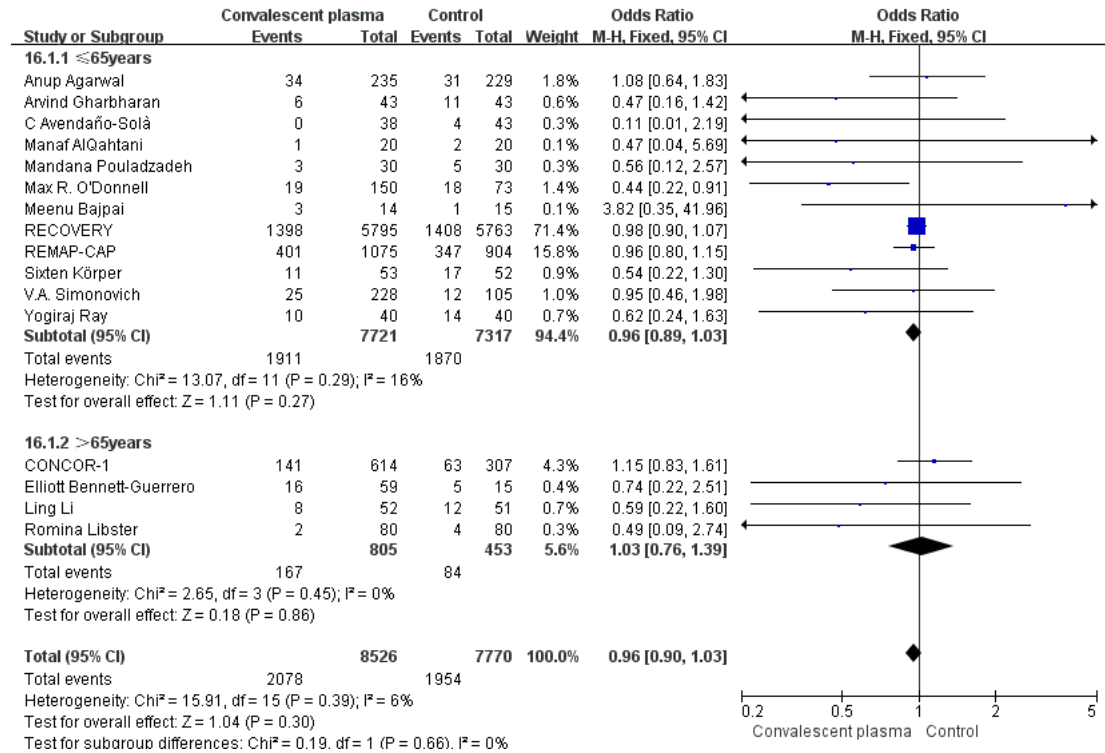 Convalescent plasma Control Odds Ratio Odds Ratio
Study or Subgroup Events Total Events Total Weight M-H, Fixed, 95% CI M-H, Fixed, 95% CI
16.1.1 ≤65years
Anup Agarwal 34 235 31 229 1.8% 1.08 [0.64, 1.83]
Arvind Gharbharan 6 43 11 43 0.6% 0.47 [0.16, 1.42]
C Avendaño-Solà 0 38 4 43 0.3% 0.11 [0.01, 2.19]
Manaf AlQahtani 1 20 2 20 0.1% 0.47 [0.04, 5.69]
Mandana Pouladzadeh 3 30 5 30 0.3% 0.56 [0.12, 2.57]
Max R. O'Donnell 19 150 18 73 1.4% 0.44 [0.22, 0.91]
Meenu Bajpai 3 14 1 15 0.1% 3.82 [0.35, 41.96]
RECOVERY 1398 5795 1408 5763 71.4% 0.98 [0.90, 1.07]
REMAP-CAP 401 1075 347 904 15.8% 0.96 [0.80, 1.15]
Sixten Körper 11 53 17 52 0.9% 0.54 [0.22, 1.30]
V.A. Simonovich 25 228 12 105 1.0% 0.95 [0.46, 1.98]
Yogiraj Ray 10 40 14 40 0.7% 0.62 [0.24, 1.63]
Subtotal (95% CI) 7721 7317 94.4% 0.96 [0.89, 1.03]
Total events 1911 1870
Heterogeneity: Chi² = 13.07, df = 11 (P = 0.29); I² = 16%
Test for overall effect: Z = 1.11 (P = 0.27)
16.1.2 >65years
CONCOR-1 141 614 63 307 4.3% 1.15 [0.83, 1.61]
Elliott Bennett-Guerrero 16 59 5 15 0.4% 0.74 [0.22, 2.51]
Ling Li 8 52 12 51 0.7% 0.59 [0.22, 1.60]
Romina Libster 2 80 4 80 0.3% 0.49 [0.09, 2.74]
Subtotal (95% CI) 805 453 5.6% 1.03 [0.76, 1.39]
Total events 167 84
Heterogeneity: Chi² = 2.65, df = 3 (P = 0.45); I² = 0%
Test for overall effect: Z = 0.18 (P = 0.86)
Total (95% CI) 8526 7770 100.0% 0.96 [0.90, 1.03]
Total events 2078 1954
Heterogeneity: Chi² = 15.91, df = 15 (P = 0.39); I² = 6%
Test for overall effect: Z = 1.04 (P = 0.30)
Test for subgroup differences: Chi² = 0.19, df = 1 (P = 0.66), I² = 0%
0.2 0.5 1 2 5
Convalescent plasma Control